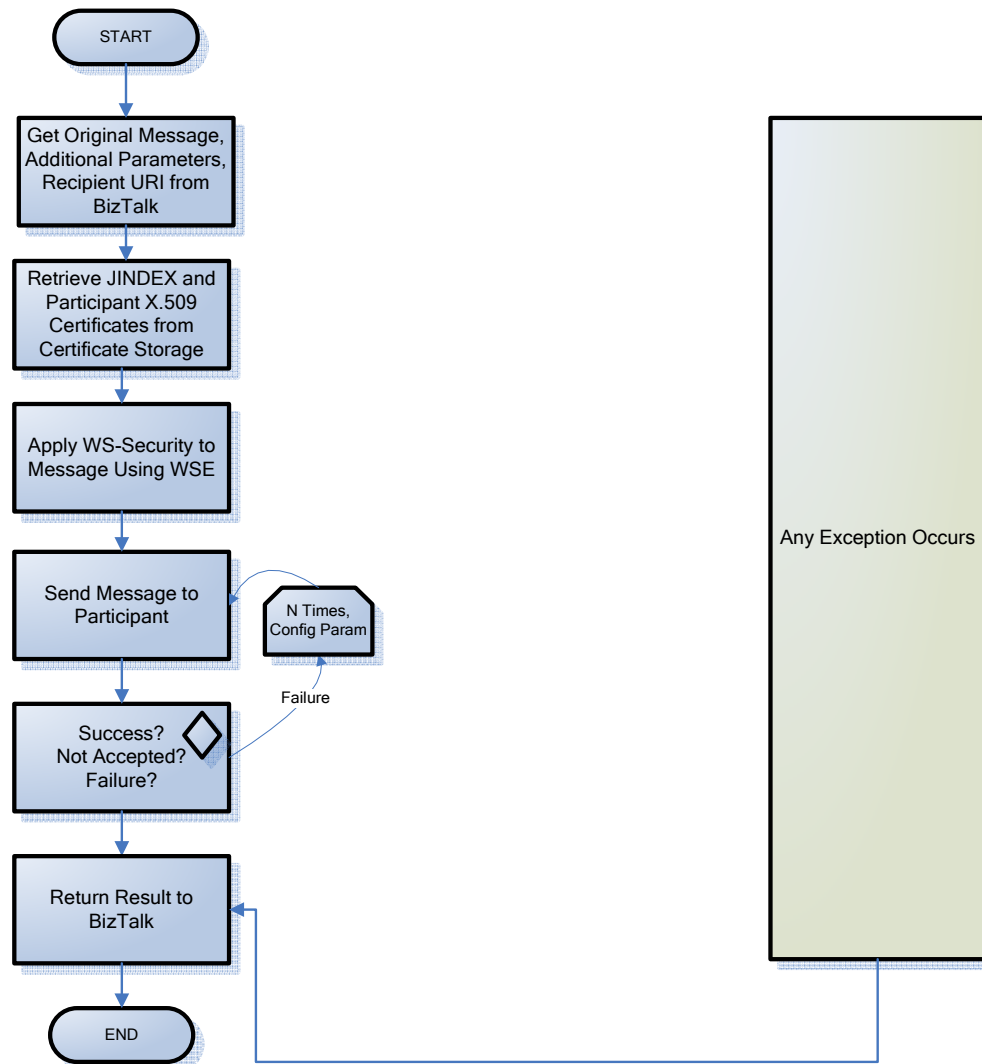 START
Get Original Message,
Additional Parameters,
Recipient URI from
BizTalk
Retrieve JINDEX and
Participant X.509
Certificates from
Certificate Storage
Apply WS-Security to
Message Using WSE
Send Message to
Participant
N Times,
Config Param
Failure
Success?
Not Accepted?
Failure?
Return Result to
BizTalk
END
Any Exception Occurs